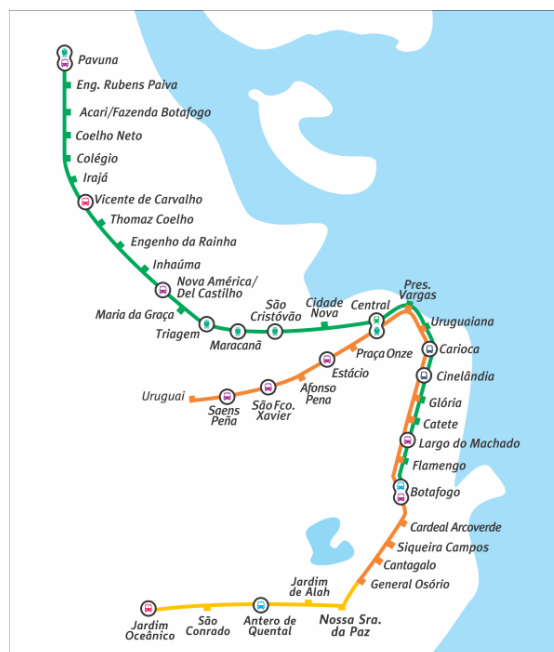 Pavuna
Eng. Rubens Paiva
Acari/Fazenda Botafogo
Coelho Neto
Colégio
Irajá
Vicente de Carvalho
Thomaz Coelho
Engenho da Rainha
Inhaúma
Nova América/
Del Castilho
Maria da Graça
Triagem
Maracanã
São
Cristóvão
Cidade
Nova
Central
Pres.
Vargas
Uruguaiana
Carioca
Cinelândia
Glória
Catete
Largo do Machado
Flamengo
Botafogo
Praça Onze
Estácio
Afonso
Pena
São Fco.
Xavier
Saens
Peña
Uruguai
Cardeal Arcoverde
Siqueira Campos
Cantagalo
General Osório
Nossa Sra.
da Paz
Jardim
de Alah
Antero de
Quental
São
Conrado
Jardim
Oceânico